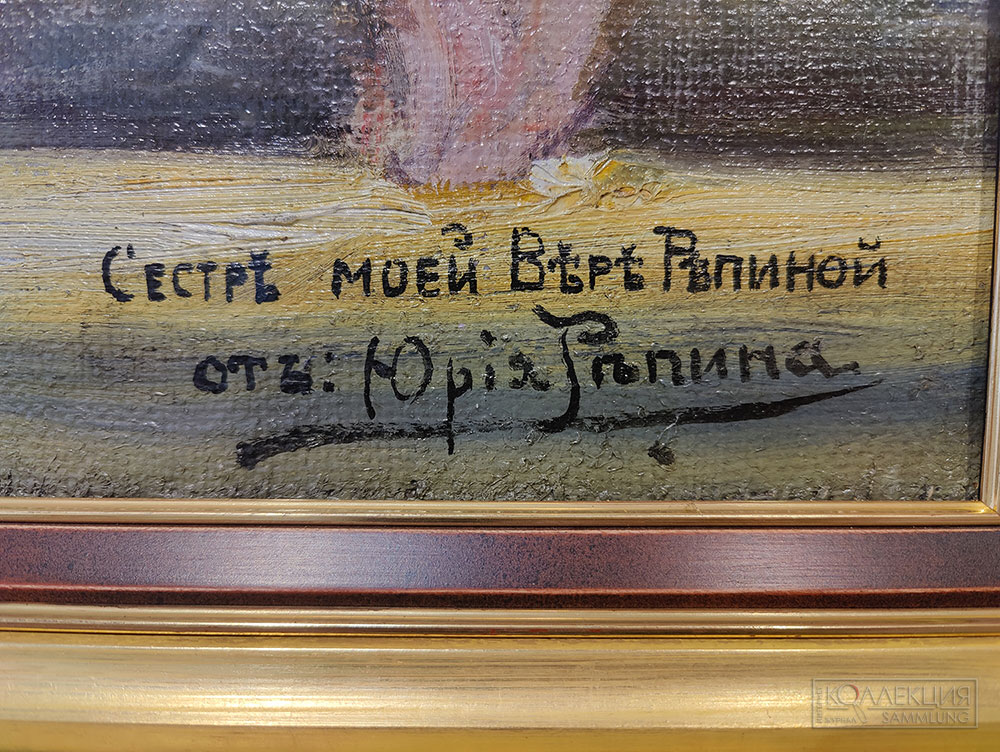 Сестрѣ моей Вѣрѣ Рѣпиной
отъ: Юрія Рѣпина.
КОЛЛЕКЦИЯ
SAMMLUNG